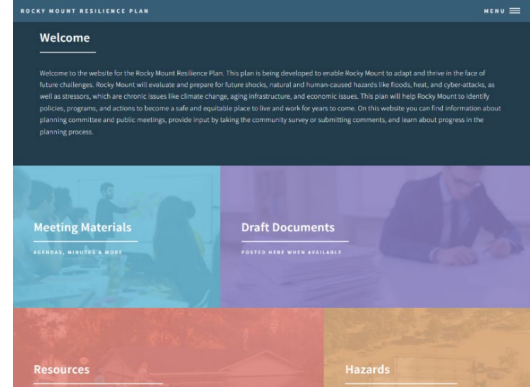 ROCKY MOUNT RESILIENCE PLAN
MENU
Welcome
Welcome to the website for the Rocky Mount Resilience Plan. This plan is being developed to enable Rocky Mount to adapt and thrive in the face of
future challenges. Rocky Mount will evaluate and prepare for future shocks, natural and human-caused hazards like floods, heat, and cyber-attacks, as
well as stressors, which are chronic issues like climate change, aging infrastructure, and economic issues. This plan will help Rocky Mount to identify
policies, programs, and actions to become a safe and equitable place to live and work for years to come. On this website you can find information about
planning committee and public meetings, provide input by taking the community survey or submitting comments, and learn about progress in the
planning process.
Meeting Materials
AGENDAS, MINUTES & MORE
Draft Documents
POSTED HERE WHEN AVAILABLE
Resources
Hazards